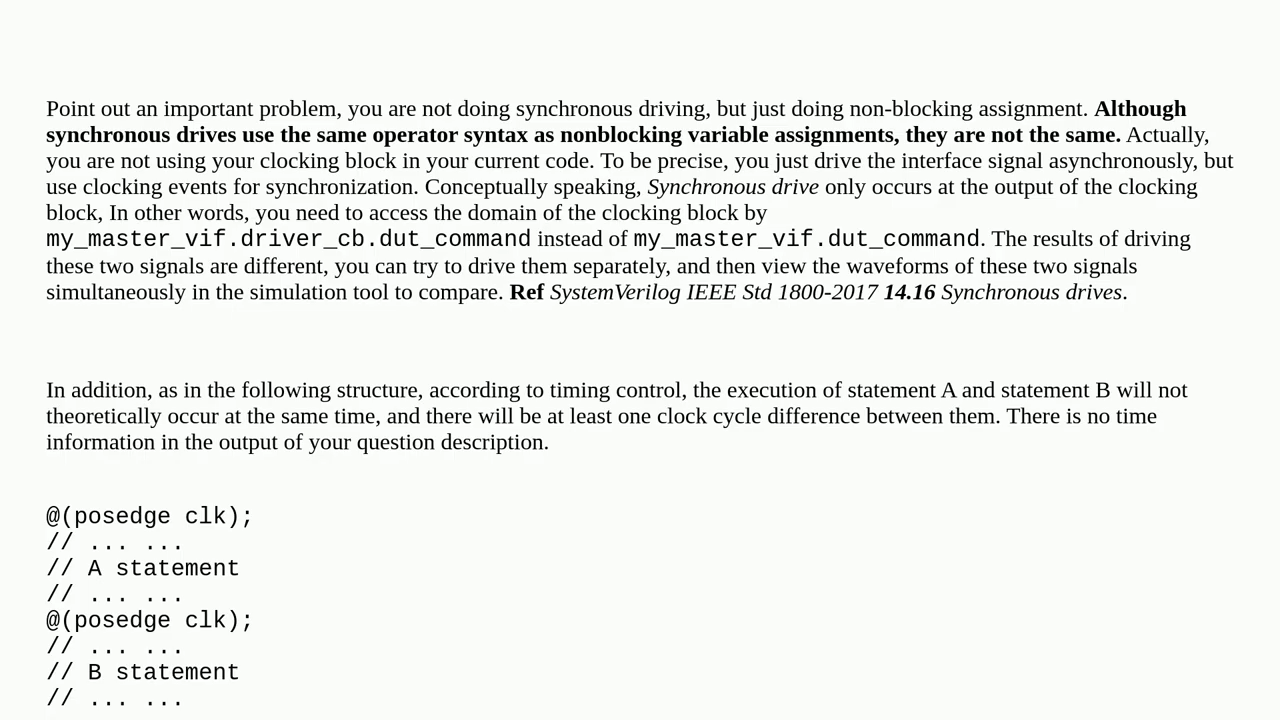 Point out an important problem, you are not doing synchronous driving, but just doing non-blocking assignment. Although
synchronous drives use the same operator syntax as nonblocking variable assignments, they are not the same. Actually,
you are not using your clocking block in your current code. To be precise, you just drive the interface signal asynchronously, but
use clocking events for synchronization. Conceptually speaking, Synchronous drive only occurs at the output of the clocking
block, In other words, you need to access the domain of the clocking block by
my_master_vif.driver_cb.dut_command instead of my_master_vif.dut_command. The results of driving
these two signals are different, you can try to drive them separately, and then view the waveforms of these two signals
simultaneously in the simulation tool to compare. Ref SystemVerilog IEEE Std 1800-2017 14.16 Synchronous drives.
In addition, as in the following structure, according to timing control, the execution of statement A and statement B will not
theoretically occur at the same time, and there will be at least one clock cycle difference between them. There is no time
information in the output of your question description.
@(posedge clk);
// ... ...
// A statement
// ... ...
@(posedge clk);
// ... ...
// B statement
// ... ...